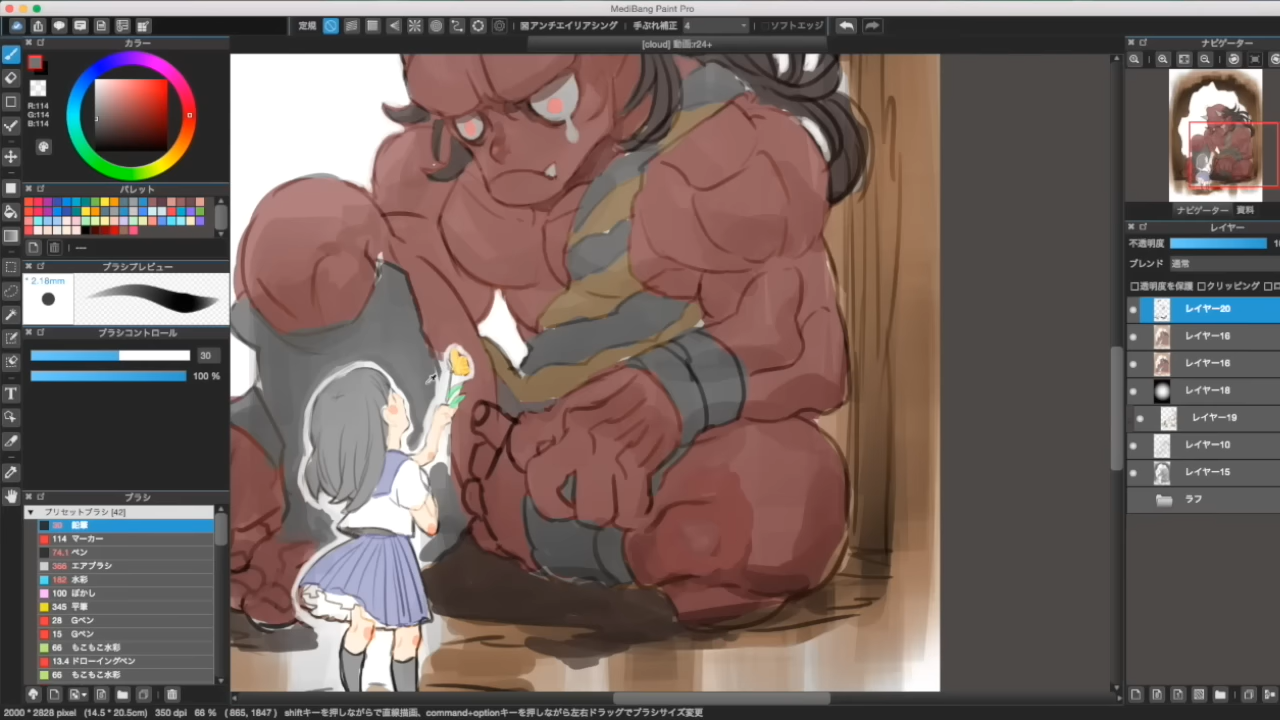 MediBang Paint Pro
定規
アンチエイリアシング
手ぶれ補正 4
ソフトエッジ
[cloud] 動画r24+
カラー
R:114
G:114
B:114
パレット
---
ブラシプレビュー
* 2.18mm
ブラシコントロール
30
100 %
ブラシ
プリセットブラシ [42]
30 鉛筆
114 マーカー
74.1 ペン
366 エアブラシ
162 水彩
100 ぼかし
345 平筆
28 Gペン
15 Gペン
66 もこもこ水彩
13.4 ドローイングペン
66 もこもこ水彩
ナビゲーター
ナビゲーター 資料
レイヤー
不透明度
ブレンド 通常
透明度を保護 クリッピング
レイヤー20
レイヤー16
レイヤー16
レイヤー18
レイヤー19
レイヤー10
レイヤー15
ラフ
2000 * 2828 pixel (14.5 * 20.5cm) 350 dpi 66 % ( 865, 1847 ) shiftキーを押しながらで直線描画、command+optionキーを押しながら左右ドラッグでブラシサイズ変更